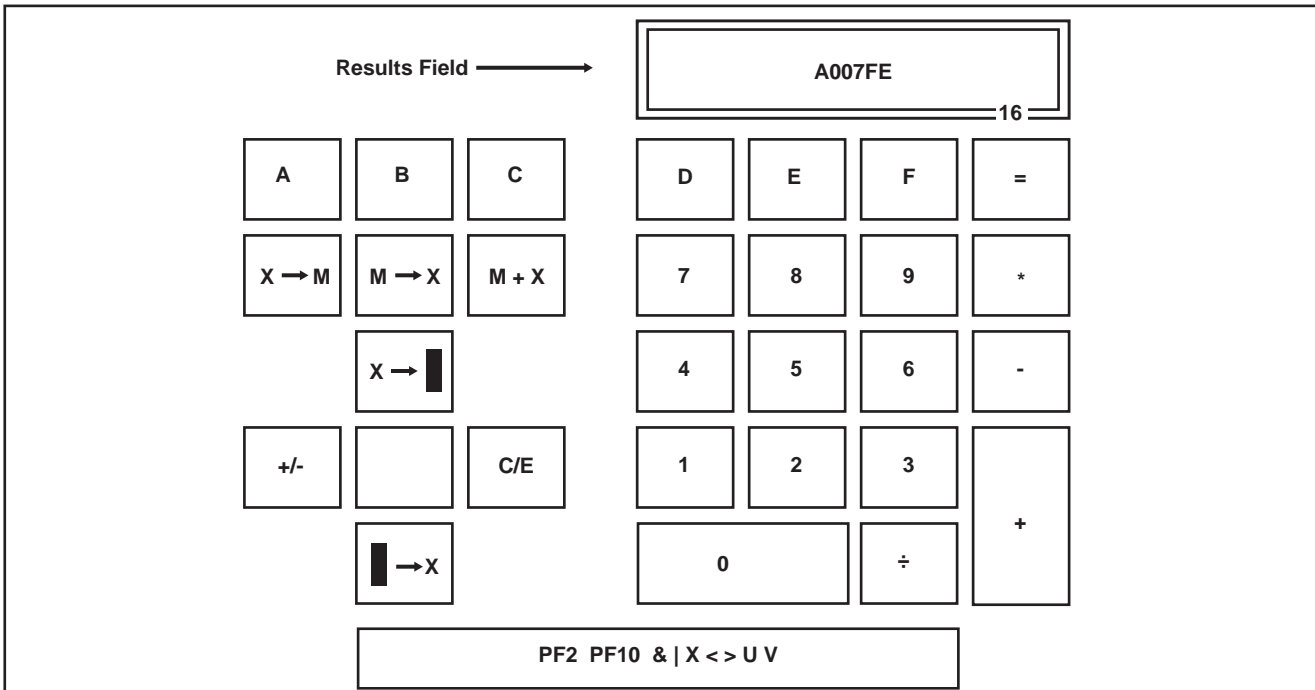 Results Field A007FE
16
A B C D E F =
X → M M → X M + X 7 8 9 *
X → 4 5 6 -
+/- C/E 1 2 3
+
→ X 0 ÷
PF2 PF10 & | X < > U V